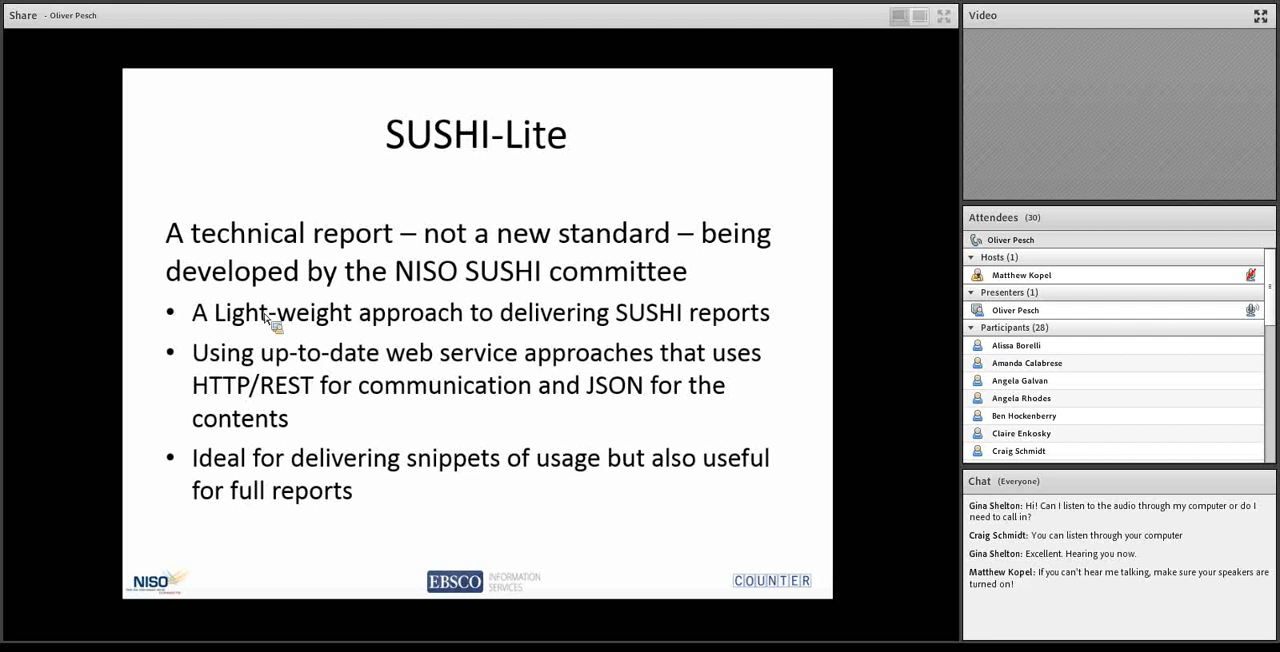 Share - Oliver Pesch
SUSHI-Lite
A technical report – not a new standard – being
developed by the NISO SUSHI committee
• A Light-weight approach to delivering SUSHI reports
• Using up-to-date web service approaches that uses
HTTP/REST for communication and JSON for the
contents
• Ideal for delivering snippets of usage but also useful
for full reports
NISO
EBSCO INFORMATION
SERVICES
COUNTER
Video
Attendees (30)
Oliver Pesch
Hosts (1)
Matthew Kopel
Presenters (1)
Oliver Pesch
Participants (28)
Alissa Borelli
Amanda Calabrese
Angela Galvan
Angela Rhodes
Ben Hockenberry
Claire Enkosky
Craig Schmidt
Chat (Everyone)
Gina Shelton: Hi! Can I listen to the audio through my computer or do I
need to call in?
Craig Schmidt: You can listen through your computer
Gina Shelton: Excellent. Hearing you now.
Matthew Kopel: If you can't hear me talking, make sure your speakers are
turned on!